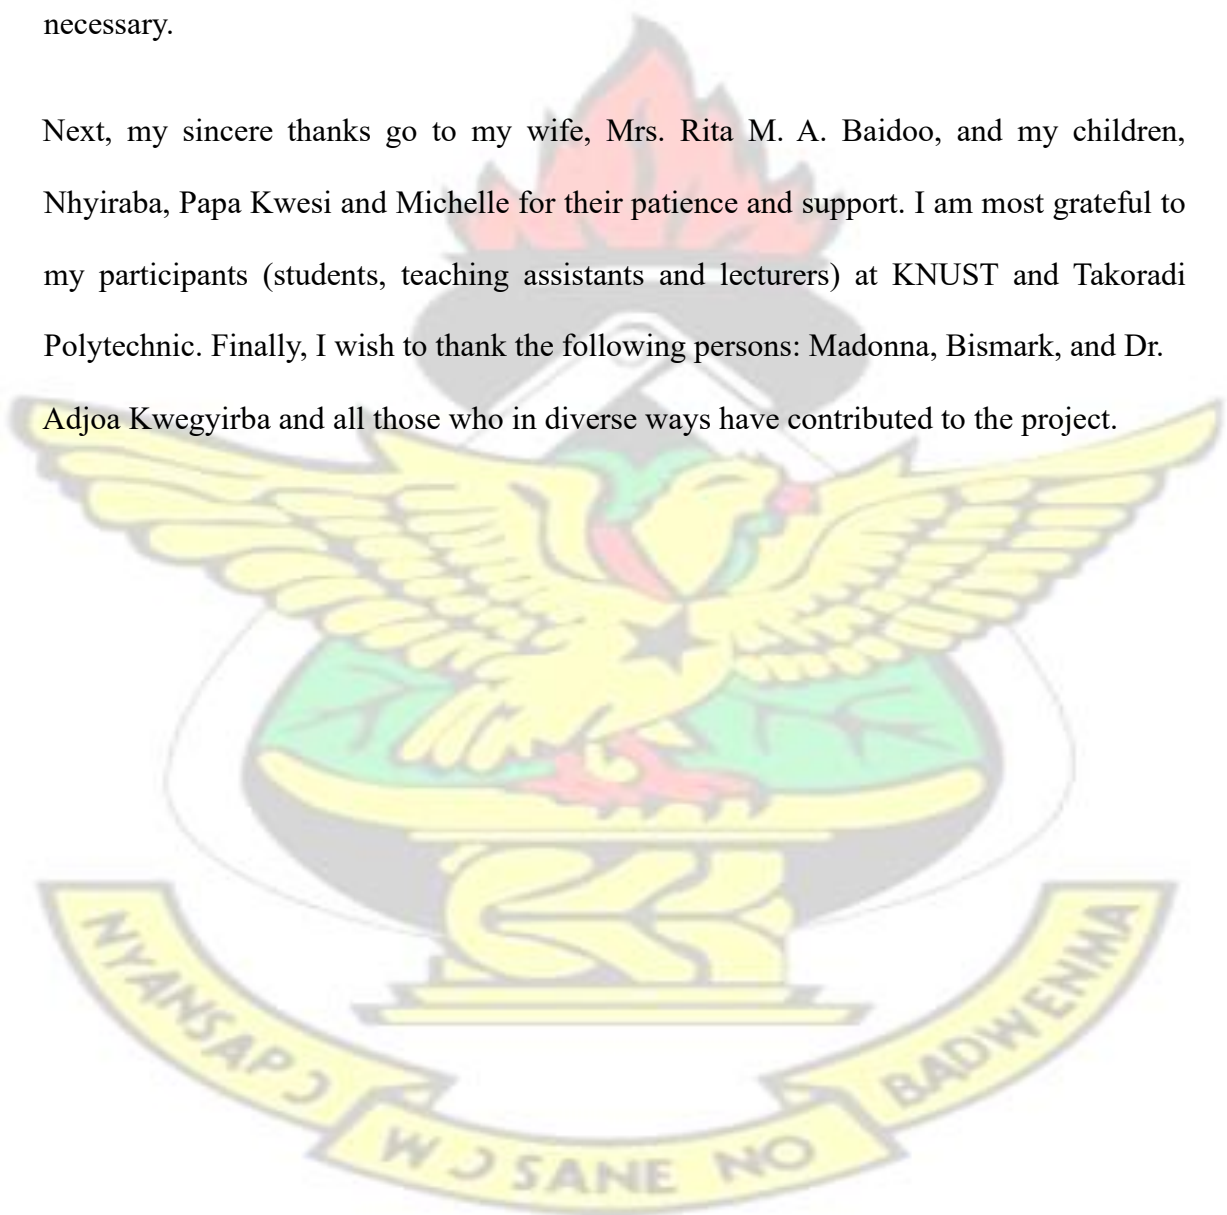 necessary.
Next, my sincere thanks go to my wife, Mrs. Rita M. A. Baidoo, and my children,
Nhyiraba, Papa Kwesi and Michelle for their patience and support. I am most grateful to
my participants (students, teaching assistants and lecturers) at KNUST and Takoradi
Polytechnic. Finally, I wish to thank the following persons: Madonna, Bismark, and Dr.
Adjoa Kwegyirba and all those who in diverse ways have contributed to the project.
NYANSAPƆ
WƆ SANE NO
BADWENMA